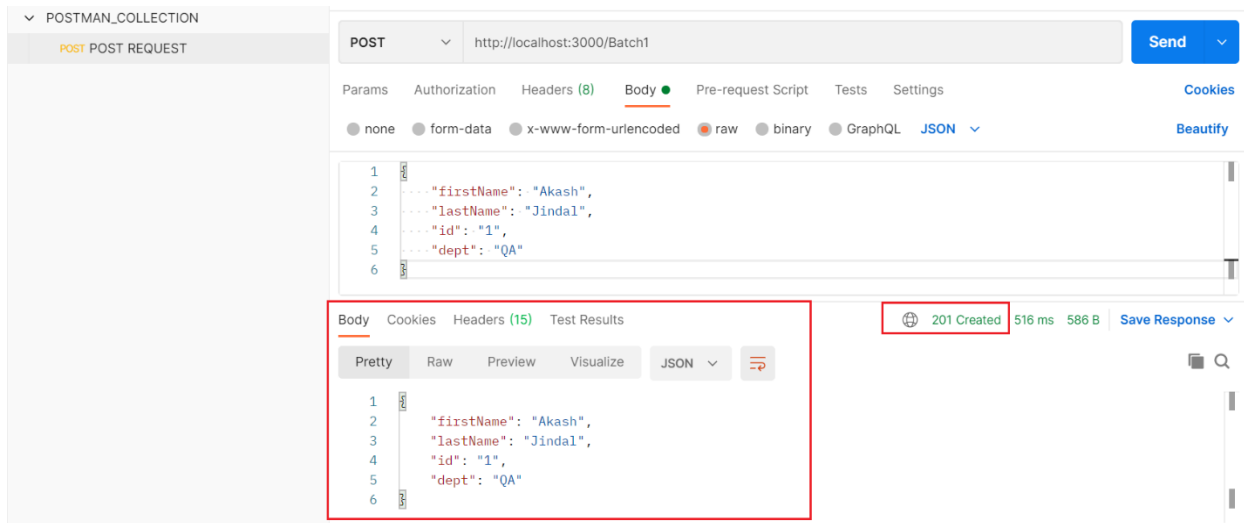 POSTMAN_COLLECTION
POST POST REQUEST
POST http://localhost:3000/Batch1 Send
Params Authorization Headers (8) Body Pre-request Script Tests Settings Cookies
none form-data x-www-form-urlencoded raw binary GraphQL JSON Beautify
1 {
2 "firstName": "Akash",
3 "lastName": "Jindal",
4 "id": "1",
5 "dept": "QA"
6 }
Body Cookies Headers (15) Test Results 201 Created 516 ms 586 B Save Response
Pretty Raw Preview Visualize JSON
1 {
2 "firstName": "Akash",
3 "lastName": "Jindal",
4 "id": "1",
5 "dept": "QA"
6 }